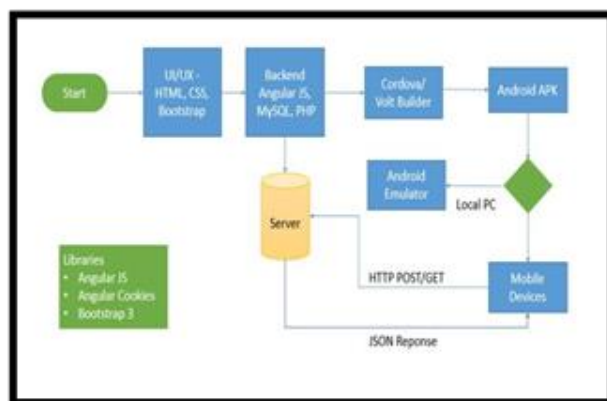 Start
UI/UX -
HTML, CSS,
Bootstrap
Backend
Angular JS,
MySQL, PHP
Cordova/
Volt Builder
Android APK
Android
Emulator
Local PC
Server
Libraries
• Angular JS
• Angular Cookies
• Bootstrap 3
HTTP POST/GET
Mobile
Devices
JSON Reponse